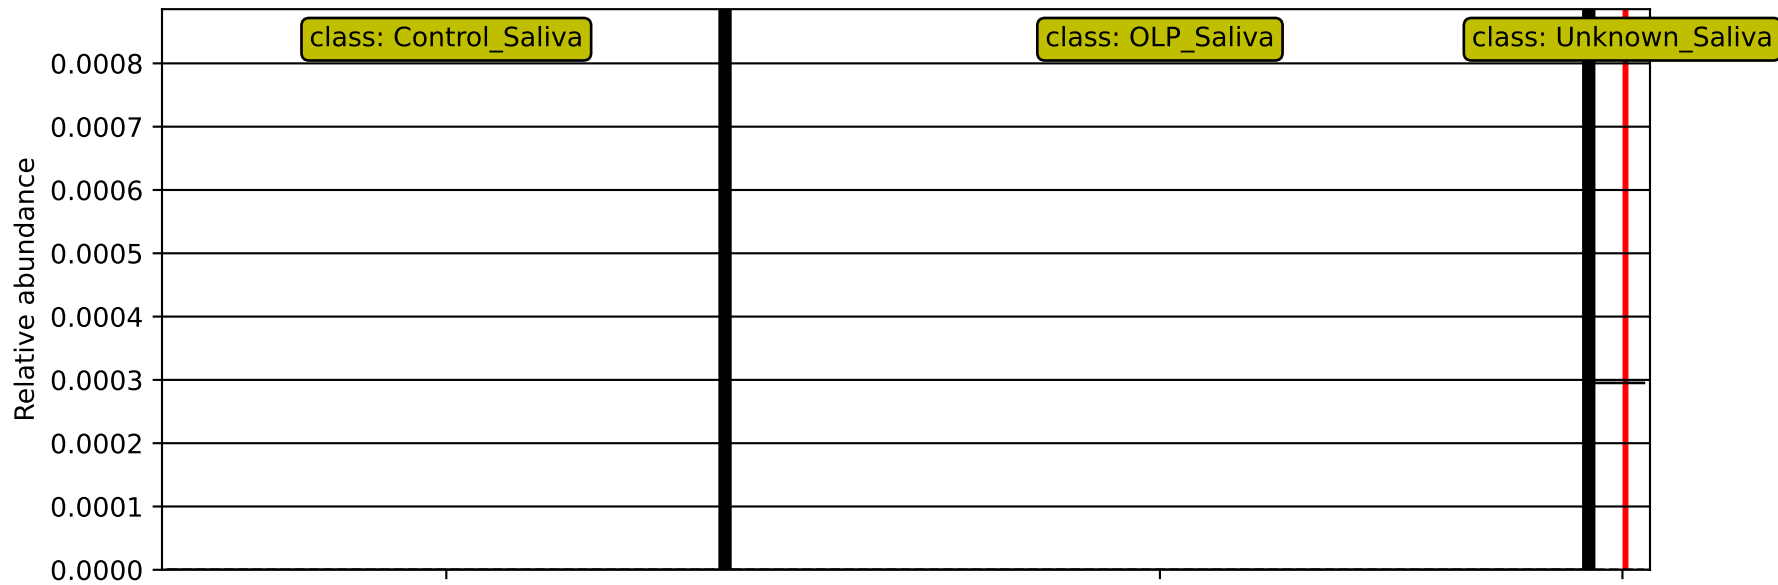 class: Control_Saliva
class: OLP_Saliva
class: Unknown_Saliva
Relative abundance
0.0008
0.0007
0.0006
0.0005
0.0004
0.0003
0.0002
0.0001
0.0000